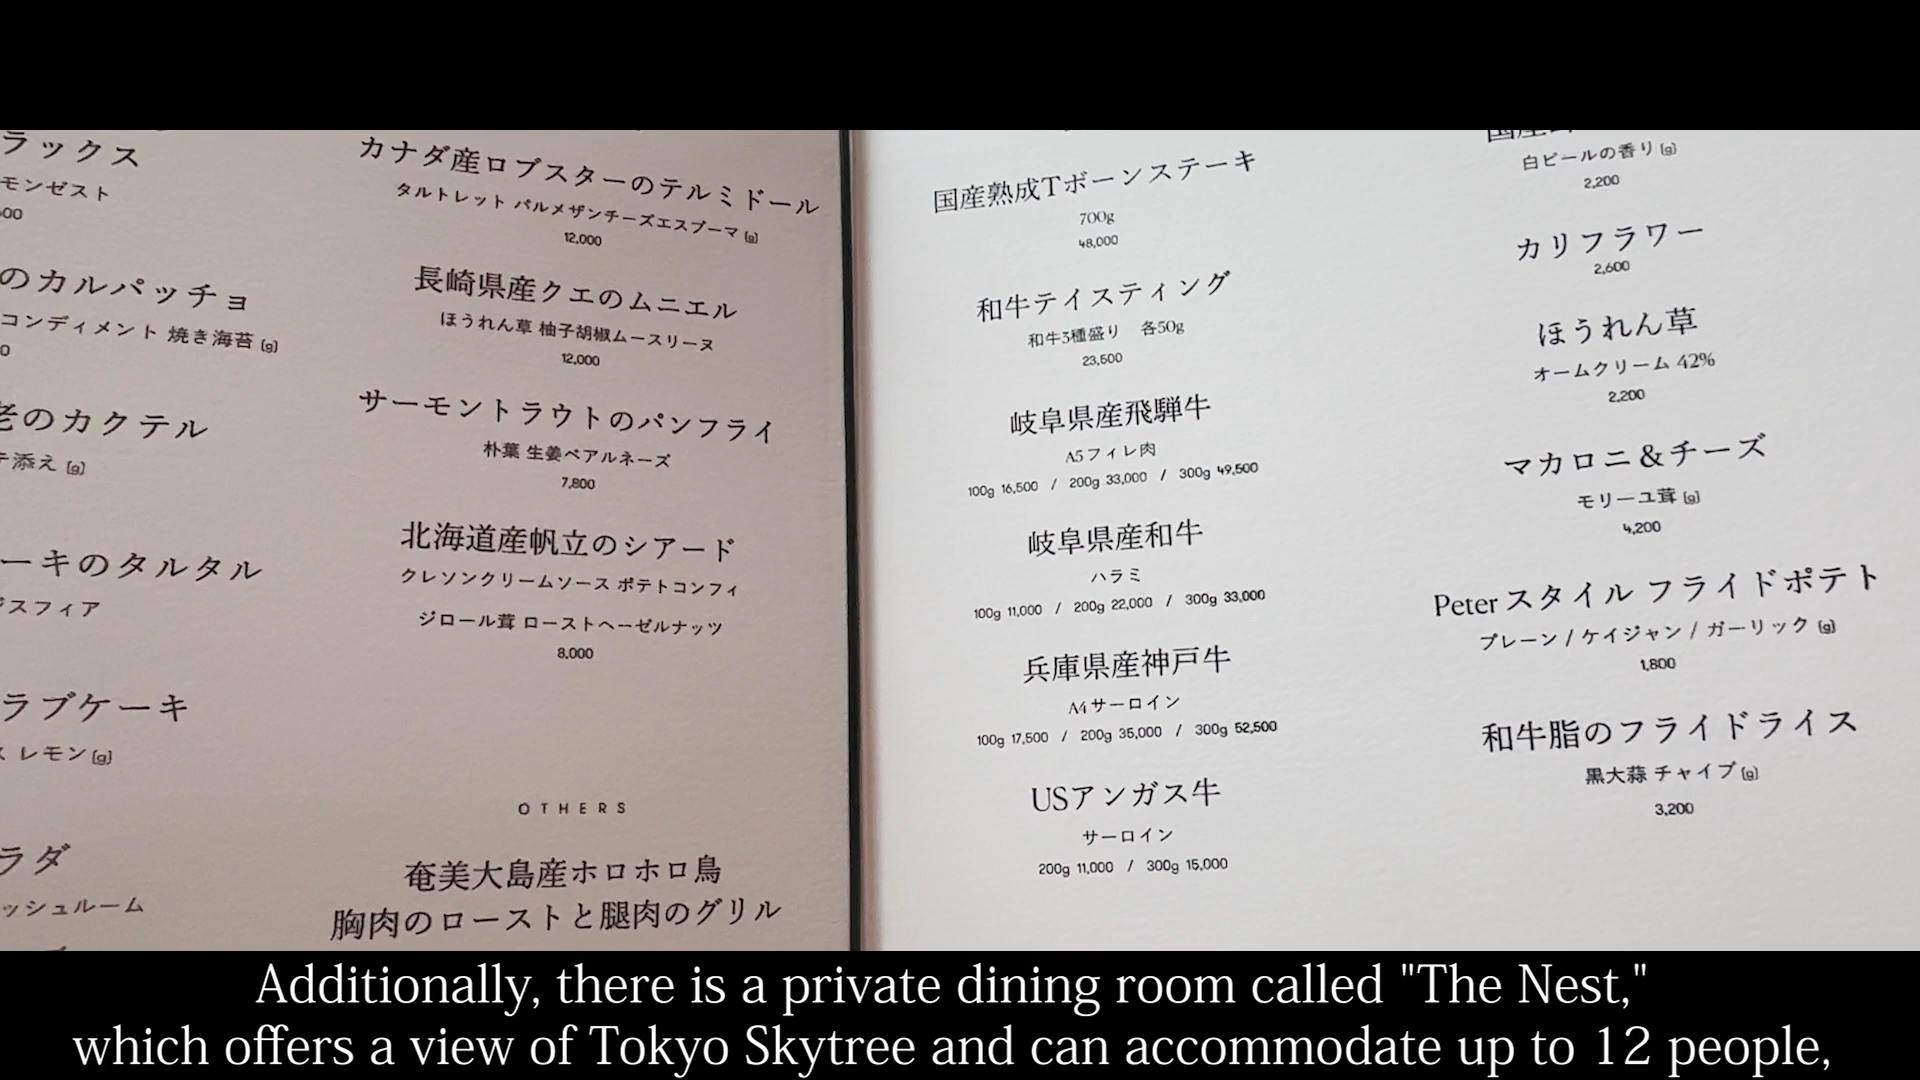 ラックス
モンゼスト
のカルパッチョ
コンディメント 焼き海苔 (g)
老のカクテル
テ添え (g)
ーキのタルタル
スフィア
ラブケーキ
レモン (g)
ラダ
ッシュルーム
カナダ産ロブスターのテルミドール
タルトレット パルメザンチーズエスプーマ (g)
12,000
長崎県産クエのムニエル
ほうれん草 柚子胡椒ムースリーヌ
12,000
サーモントラウトのパンフライ
朴葉 生姜ベアルネーズ
7,800
北海道産帆立のシアード
クレソンクリームソース ポテトコンフィ
ジロール茸 ローストヘーゼルナッツ
8,000
OTHERS
奄美大島産ホロホロ鳥
胸肉のローストと腿肉のグリル
国産熟成Tボーンステーキ
700g
48,000
和牛テイスティング
和牛3種盛り 各50g
23,500
岐阜県産飛騨牛
A5フィレ肉
100g 16,500 / 200g 33,000 / 300g 49,500
岐阜県産和牛
ハラミ
100g 11,000 / 200g 22,000 / 300g 33,000
兵庫県産神戸牛
A4サーロイン
100g 17,500 / 200g 35,000 / 300g 52,500
USアンガス牛
サーロイン
200g 11,000 / 300g 15,000
国産
白ビールの香り (g)
2,200
カリフラワー
2,600
ほうれん草
オームクリーム 42%
2,200
マカロニ&チーズ
モリーユ茸 (g)
4,200
Peterスタイル フライドポテト
プレーン / ケイジャン / ガーリック (g)
1,800
和牛脂のフライドライス
黒大蒜 チャイブ (g)
3,200
Additionally, there is a private dining room called "The Nest,"
which offers a view of Tokyo Skytree and can accommodate up to 12 people,